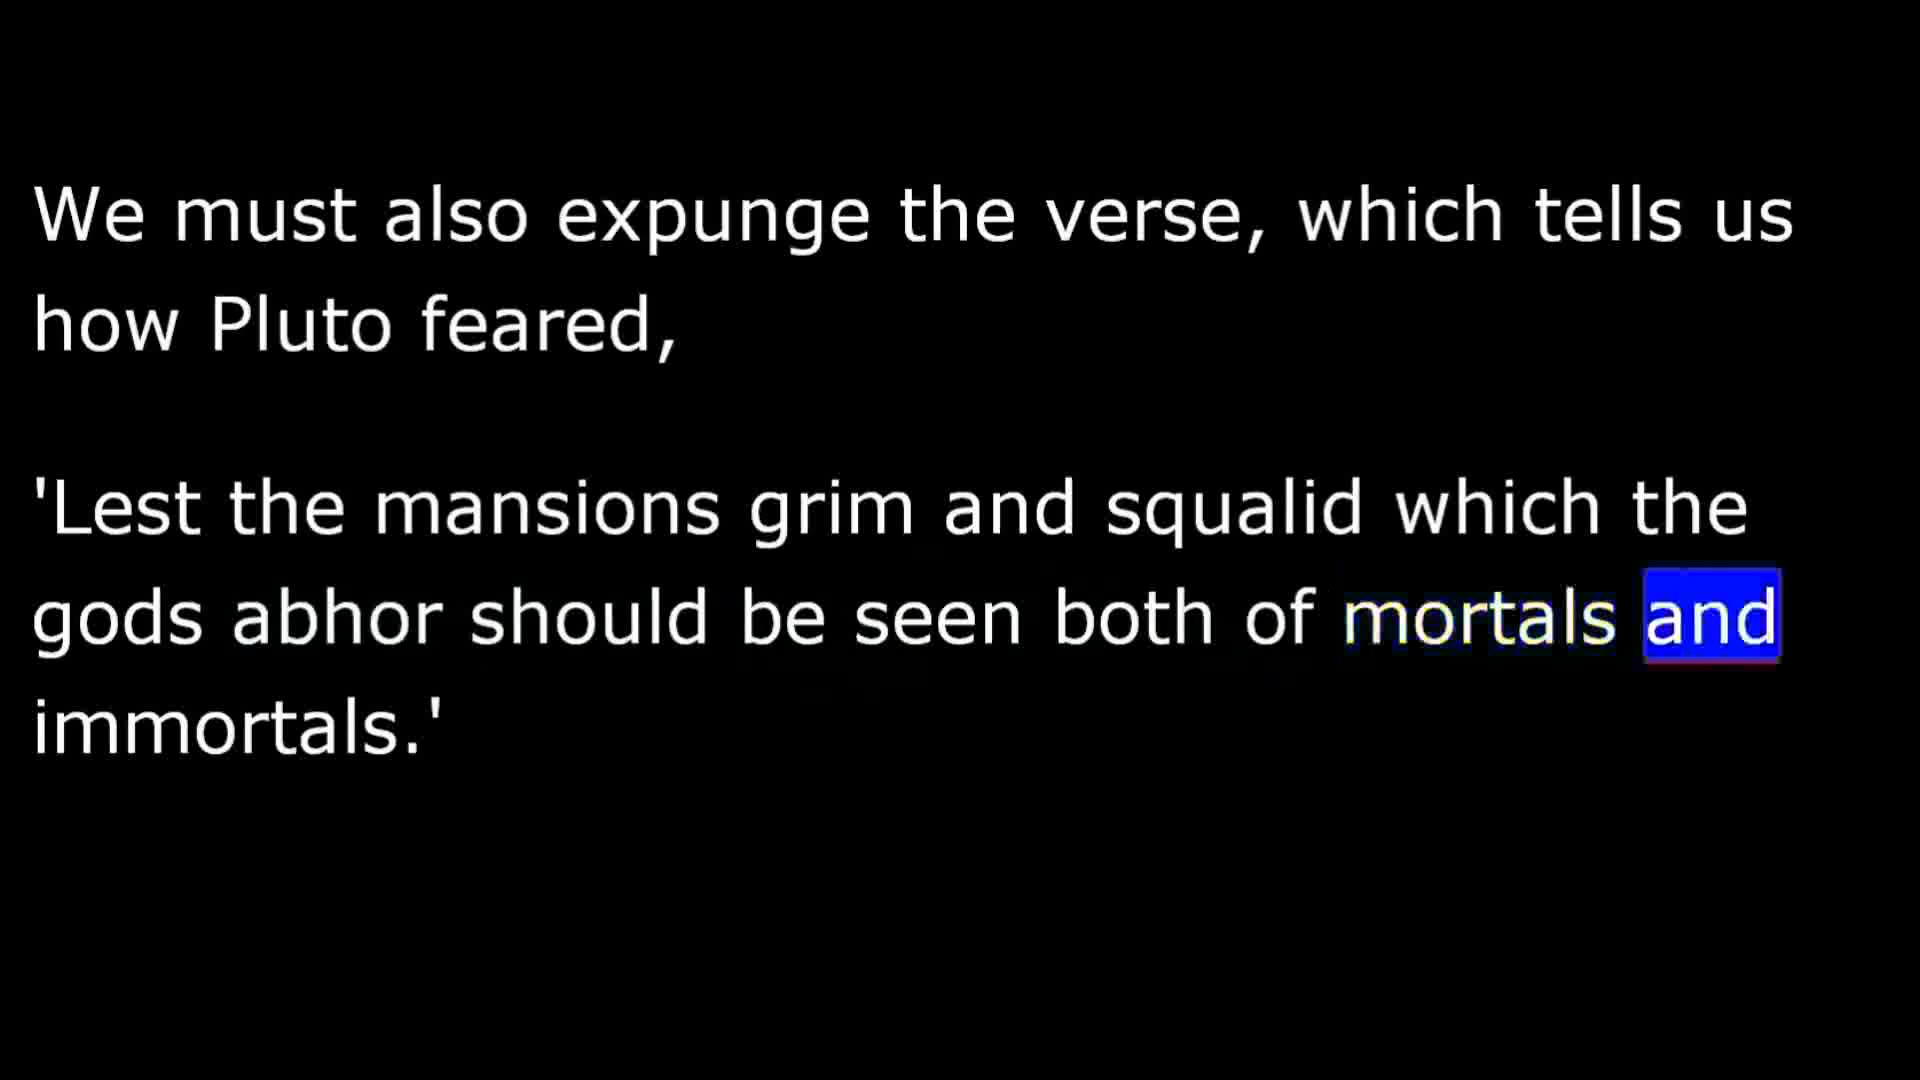 We must also expunge the verse, which tells us
how Pluto feared,
'Lest the mansions grim and squalid which the
gods abhor should be seen both of mortals and
immortals.'